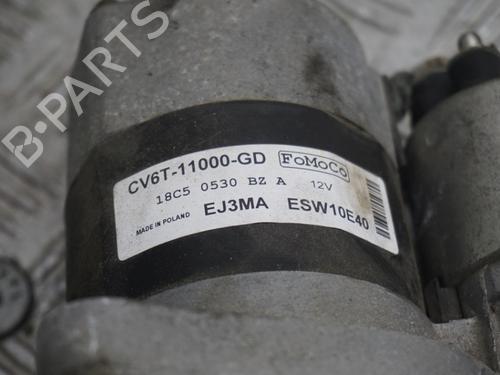 B-PARTS
CV6T-11000-GD FoMoCo
18C5 0530 BZ A 12V
MADE IN POLAND EJ3MA ESW10E40